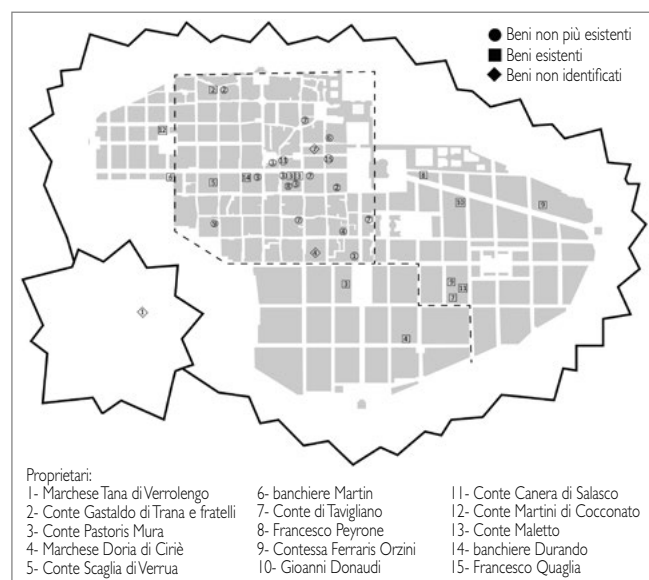 Beni non più esistenti
Beni esistenti
Beni non identificati
Proprietari:
1- Marchese Tana di Verrolengo
2- Conte Gastaldo di Trana e fratelli
3- Conte Pastoris Mura
4- Marchese Doria di Ciriè
5- Conte Scaglia di Verrua
6- banchiere Martin
7- Conte di Tavigliano
8- Francesco Peyrone
9- Contessa Ferraris Orzini
10- Gioanni Donaudi
11- Conte Canera di Salasco
12- Conte Martini di Cocconato
13- Conte Maletto
14- banchiere Durando
15- Francesco Quaglia